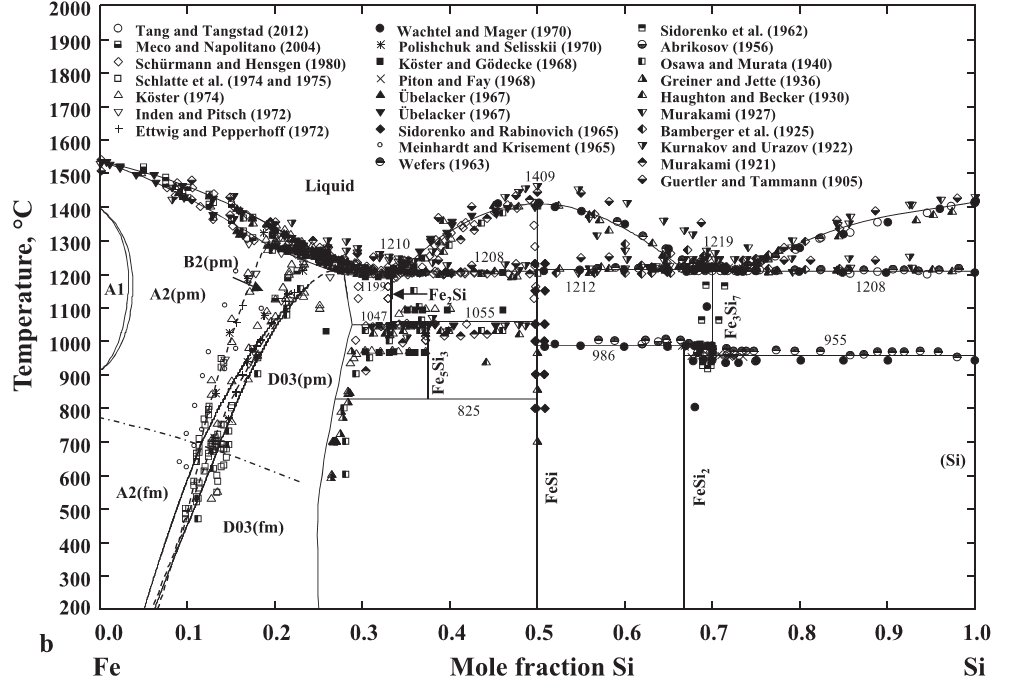 b
Temperature, °C
2000
1900
1800
1700
1600
1500
1400
1300
1200
1100
1000
900
800
700
600
500
400
300
200
Tang and Tangstad (2012)
Meco and Napolitano (2004)
Schürmann and Hensgen (1980)
Schlatte et al. (1974 and 1975)
Köster (1974)
Inden and Pitsch (1972)
Ettwig and Pepperhoff (1972)
Wachtel and Mager (1970)
Polishchuk and Selisskii (1970)
Köster and Gödecke (1968)
Piton and Fay (1968)
Übelacker (1967)
Übelacker (1967)
Sidorenko and Rabinovich (1965)
Meinhardt and Krisement (1965)
Wefers (1963)
Sidorenko et al. (1962)
Abrikosov (1956)
Osawa and Murata (1940)
Greiner and Jette (1936)
Haughton and Becker (1930)
Murakami (1927)
Bamberger et al. (1925)
Kurnakov and Urazov (1922)
Murakami (1921)
Guertler and Tammann (1905)
Liquid
1409
1210
1219
1208
1212
1208
B2(pm)
A1
A2(pm)
1199
Fe2Si
Fe3Si7
1047
1055
986
955
D03(pm)
Fe5Si3
825
A2(fm)
D03(fm)
FeSi
FeSi2
(Si)
0.0
0.1
0.2
0.3
0.4
0.5
0.6
0.7
0.8
0.9
1.0
b
Fe
Mole fraction Si
Si